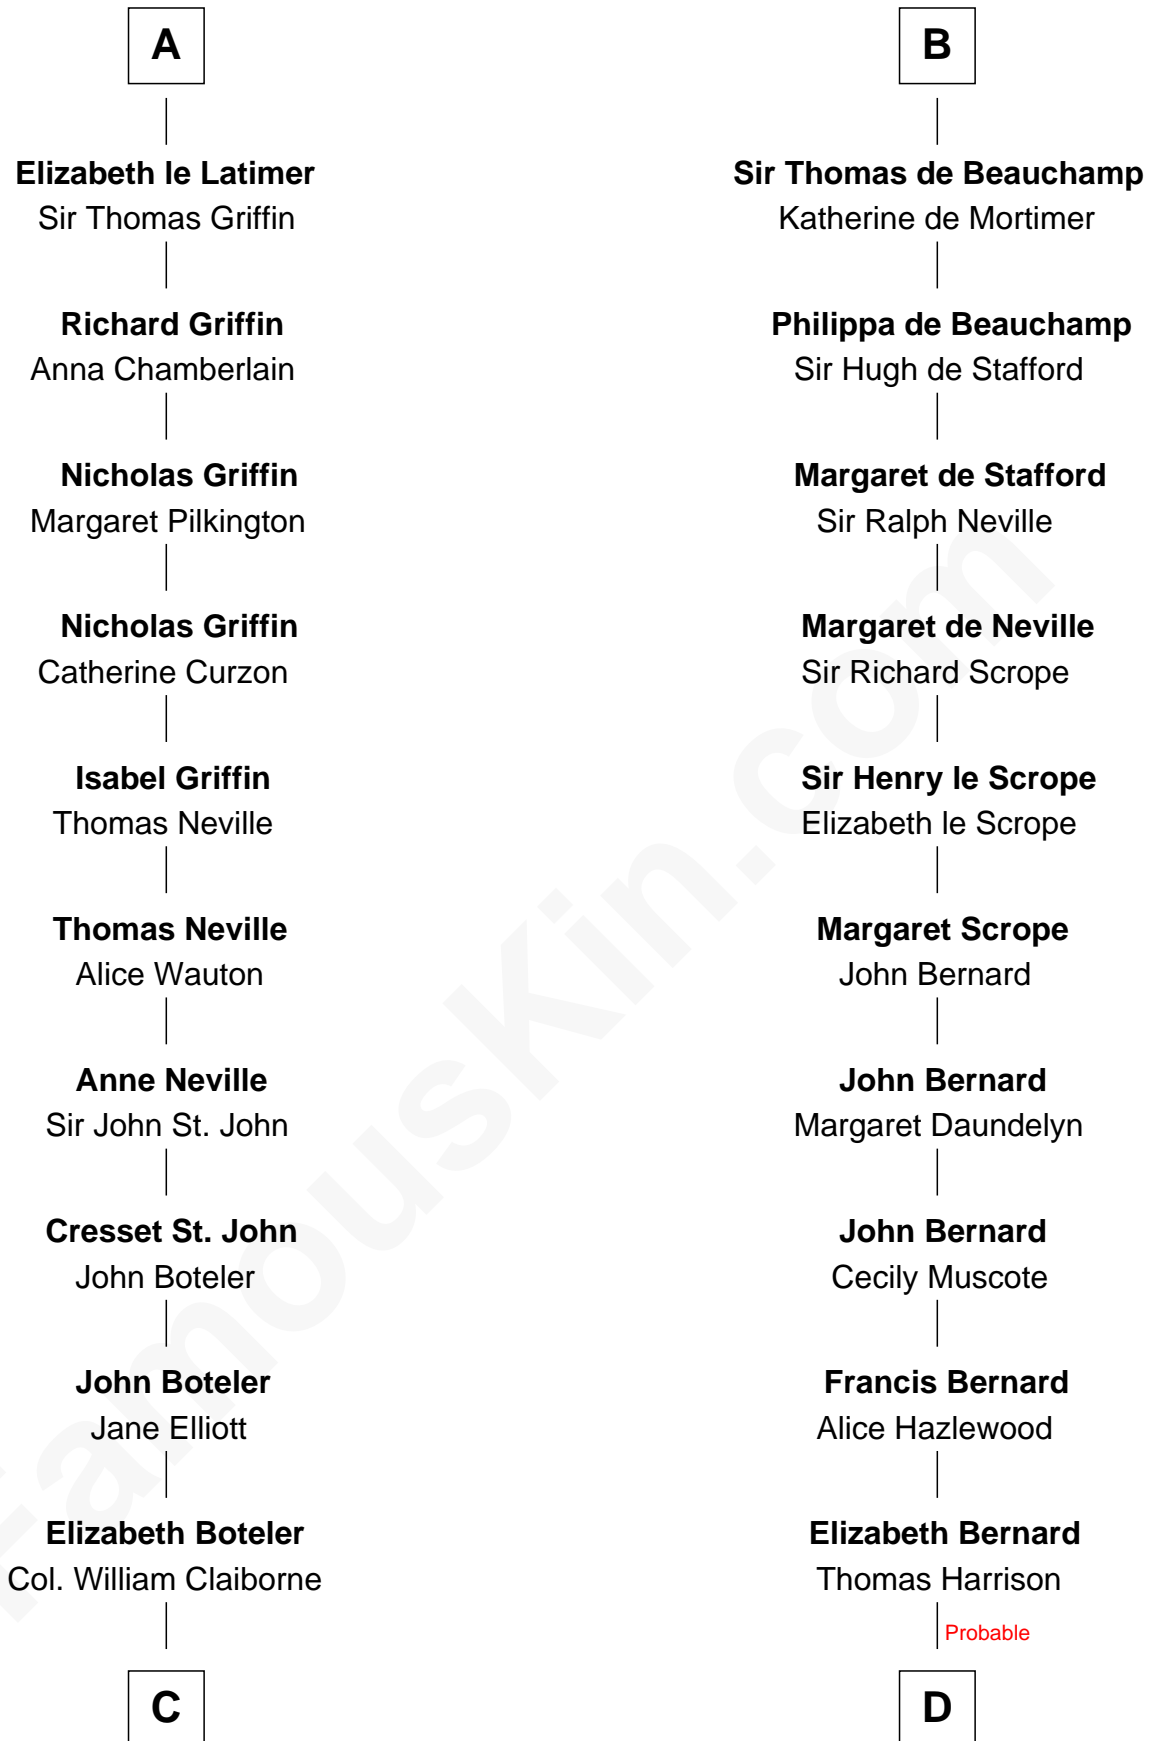 A
Elizabeth le Latimer
Sir Thomas Griffin
Richard Griffin
Anna Chamberlain
Nicholas Griffin
Margaret Pilkington
Nicholas Griffin
Catherine Curzon
Isabel Griffin
Thomas Neville
Thomas Neville
Alice Wauton
Anne Neville
Sir John St. John
Cresset St. John
John Boteler
John Boteler
Jane Elliott
Elizabeth Boteler
Col. William Claiborne
C
B
Sir Thomas de Beauchamp
Katherine de Mortimer
Philippa de Beauchamp
Sir Hugh de Stafford
Margaret de Stafford
Sir Ralph Neville
Margaret de Neville
Sir Richard Scrope
Sir Henry le Scrope
Elizabeth le Scrope
Margaret Scrope
John Bernard
John Bernard
Margaret Daundelyn
John Bernard
Cecily Muscote
Francis Bernard
Alice Hazlewood
Elizabeth Bernard
Thomas Harrison
Probable
D
FamousKin.com